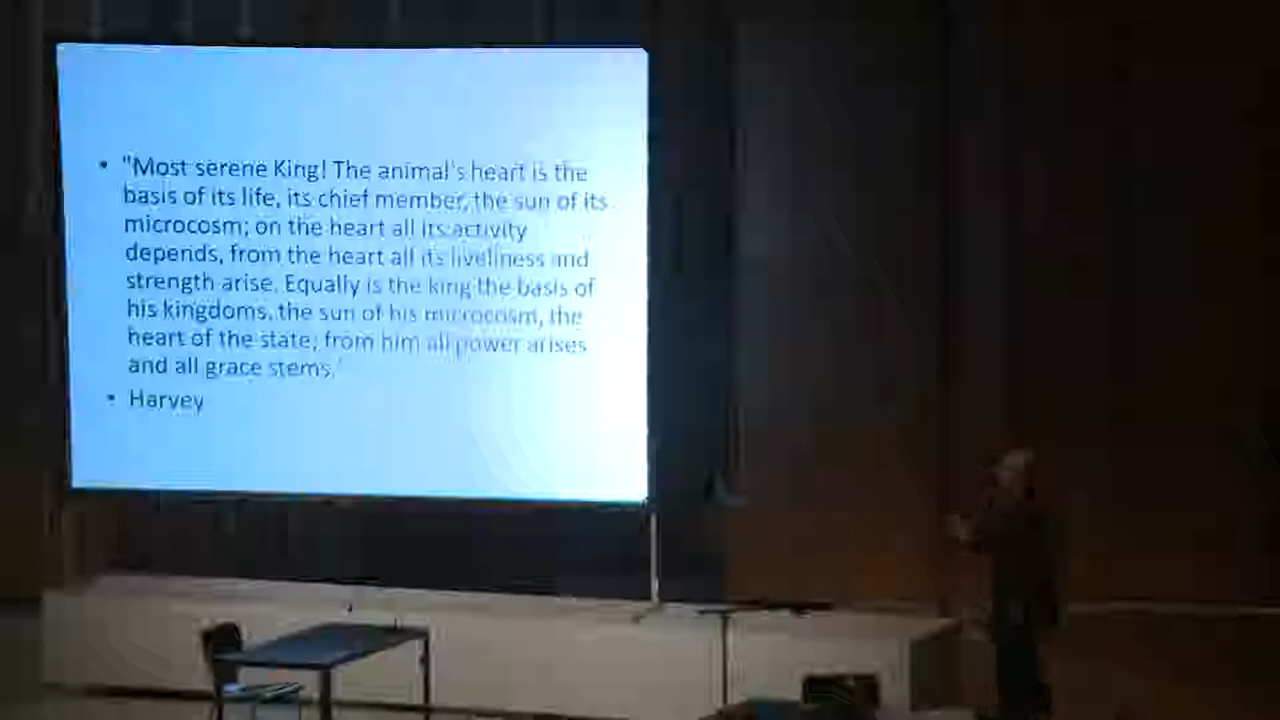 • "Most serene King! The animal's heart is the
basis of its life, its chief member, the sun of its
microcosm; on the heart all its activity
depends, from the heart all its liveliness and
strength arise. Equally is the king the basis of
his kingdoms, the sun of his microcosm, the
heart of the state; from him all power arises
and all grace stems."
• Harvey